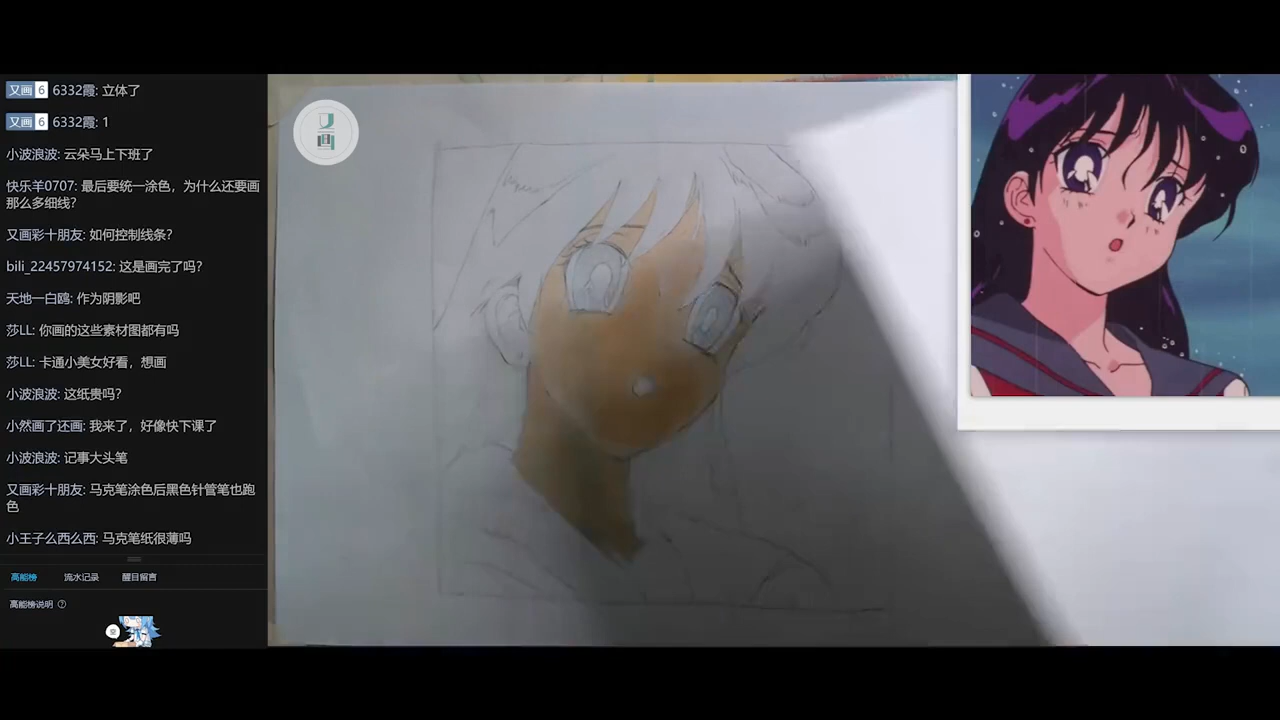 又画 6 6332霞: 立体了
又画 6 6332霞: 1
小波浪波: 云朵马上下班了
快乐羊0707: 最后要统一涂色，为什么还要画
那么多细线?
又画彩十朋友: 如何控制线条?
bili_22457974152: 这是画完了吗?
天地一白鸥: 作为阴影吧
莎LL: 你画的这些素材图都有吗
莎LL: 卡通小美女好看，想画
小波浪波: 这纸贵吗?
小然画了还画: 我来了，好像快下课了
小波浪波: 记事大头笔
又画彩十朋友: 马克笔涂色后黑色针管笔也跑
色
小王子么西么西: 马克笔纸很薄吗
高能榜 流水记录 醒目留言
高能榜说明 ?